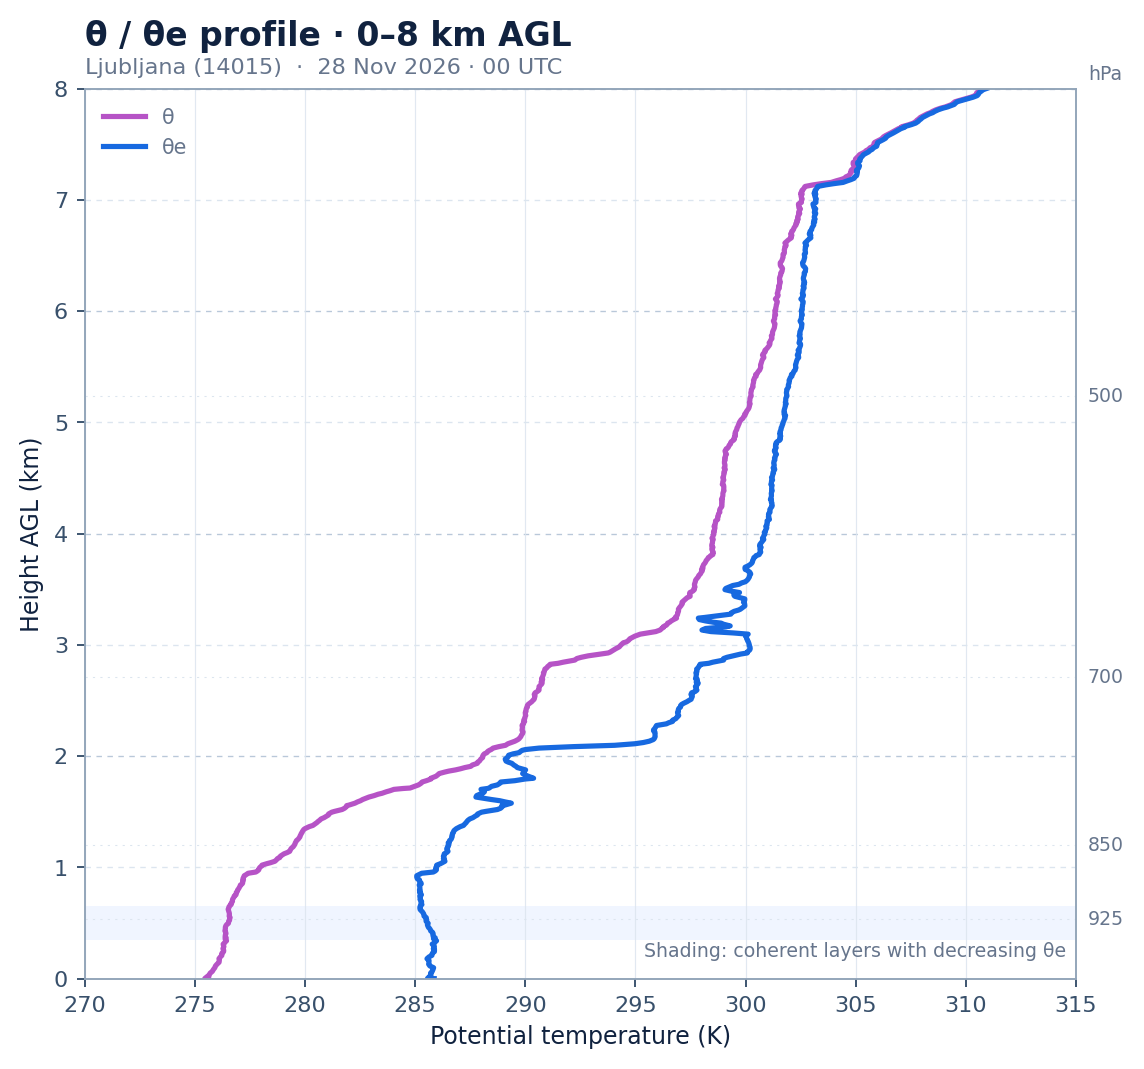 θ / θe profile · 0–8 km AGL
Ljubljana (14015) · 28 Nov 2026 · 00 UTC
hPa
θ
θe
8
7
6
5
4
3
2
1
0
Height AGL (km)
500
700
850
925
Shading: coherent layers with decreasing θe
270 275 280 285 290 295 300 305 310 315
Potential temperature (K)